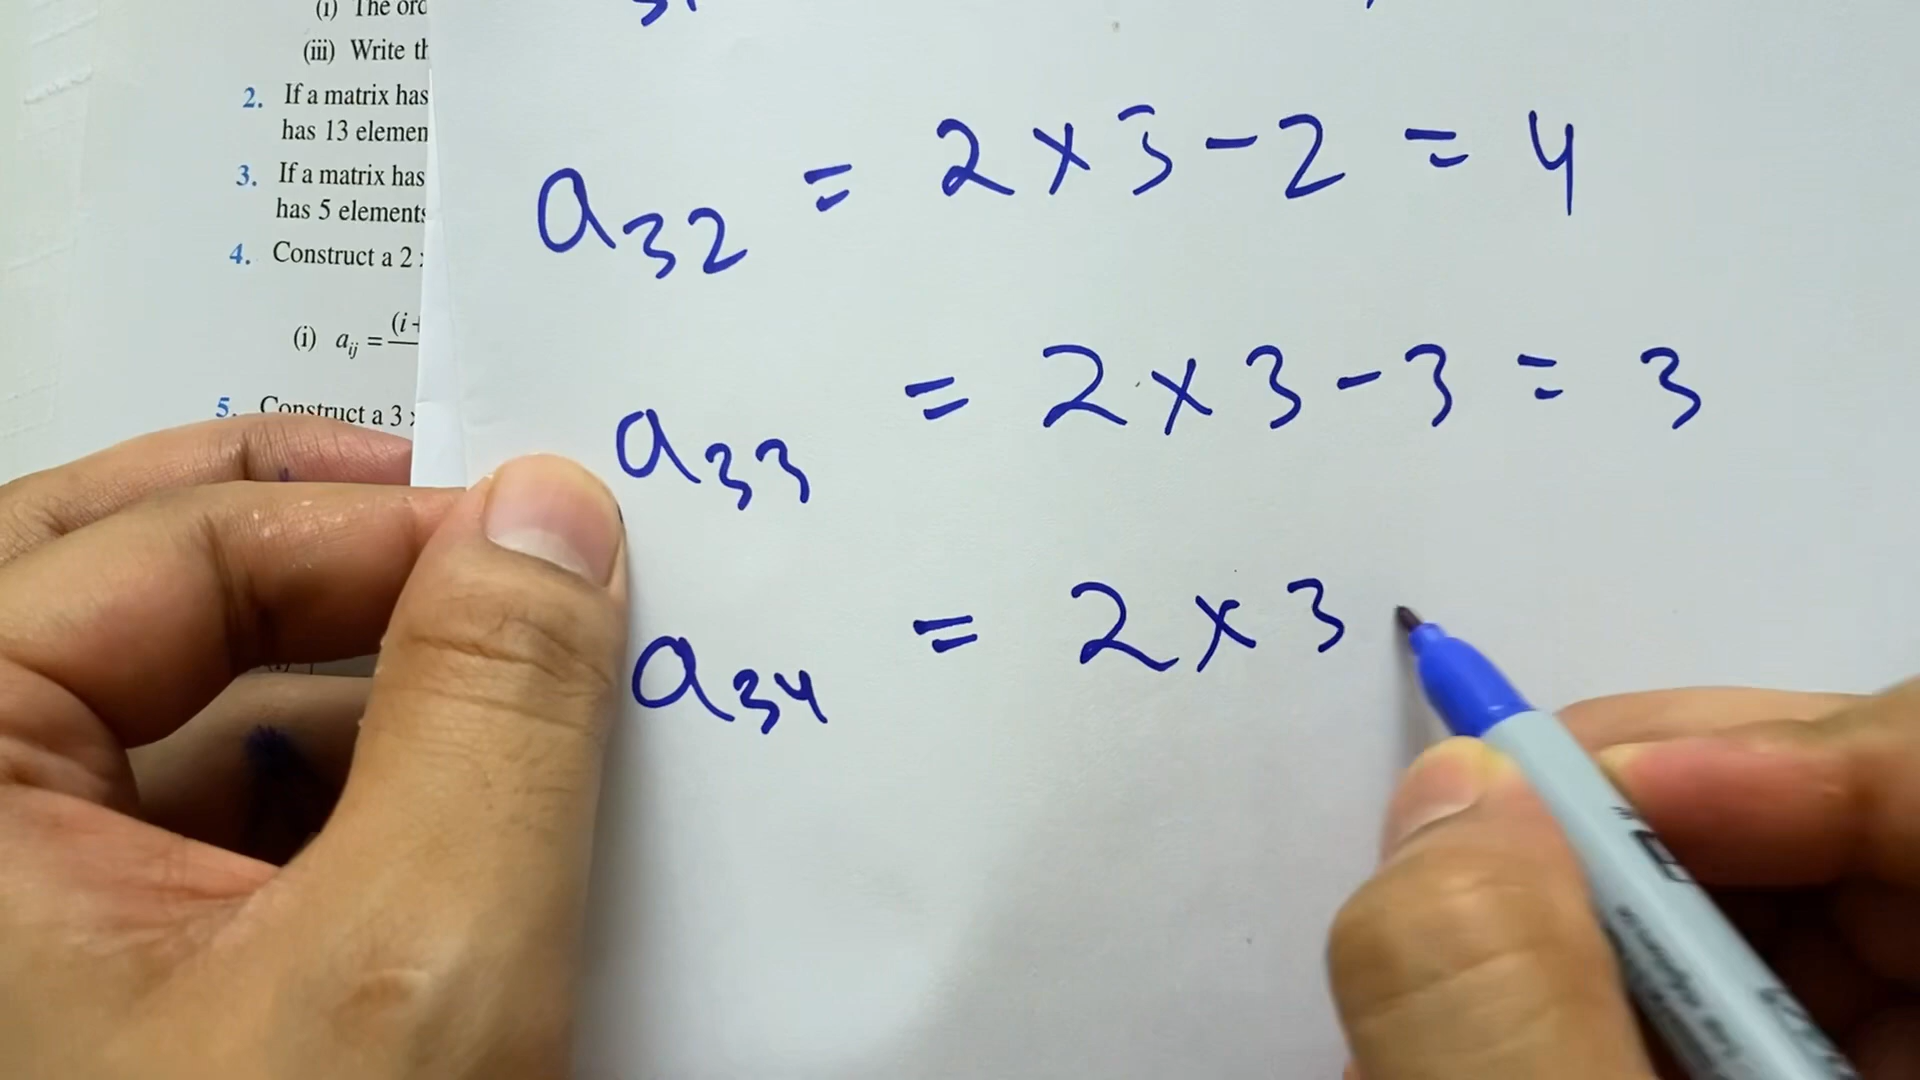 (i) The ord
(iii) Write th
2. If a matrix has
has 13 elemen
3. If a matrix has
has 5 elements
4. Construct a 2
(i) aij = (i +
5. Construct a 3
a32 = 2 × 3 - 2 = 4
a33 = 2 × 3 - 3 = 3
a34 = 2 × 3